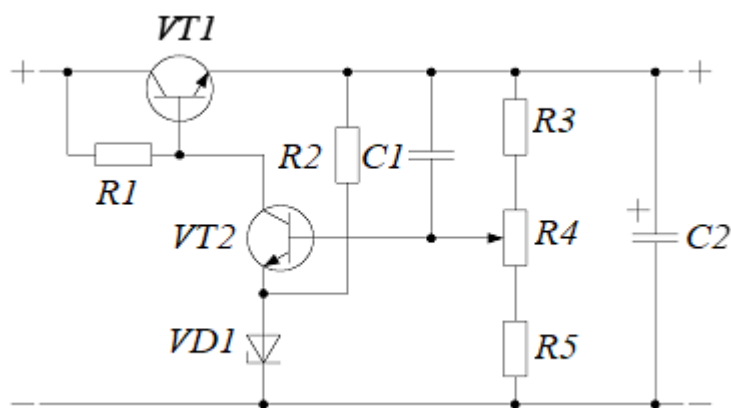 VT1
+ +
R1
R2 C1 R3
VT2 R4 + C2
VD1 R5
— —